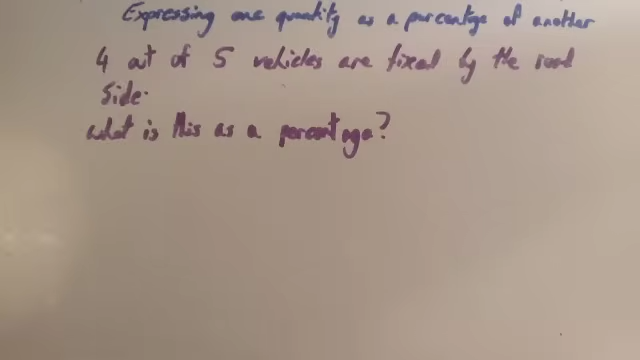 Expressing one quantity as a percentage of another
4 out of 5 vehicles are fixed by the road
side.
what is this as a percentage?